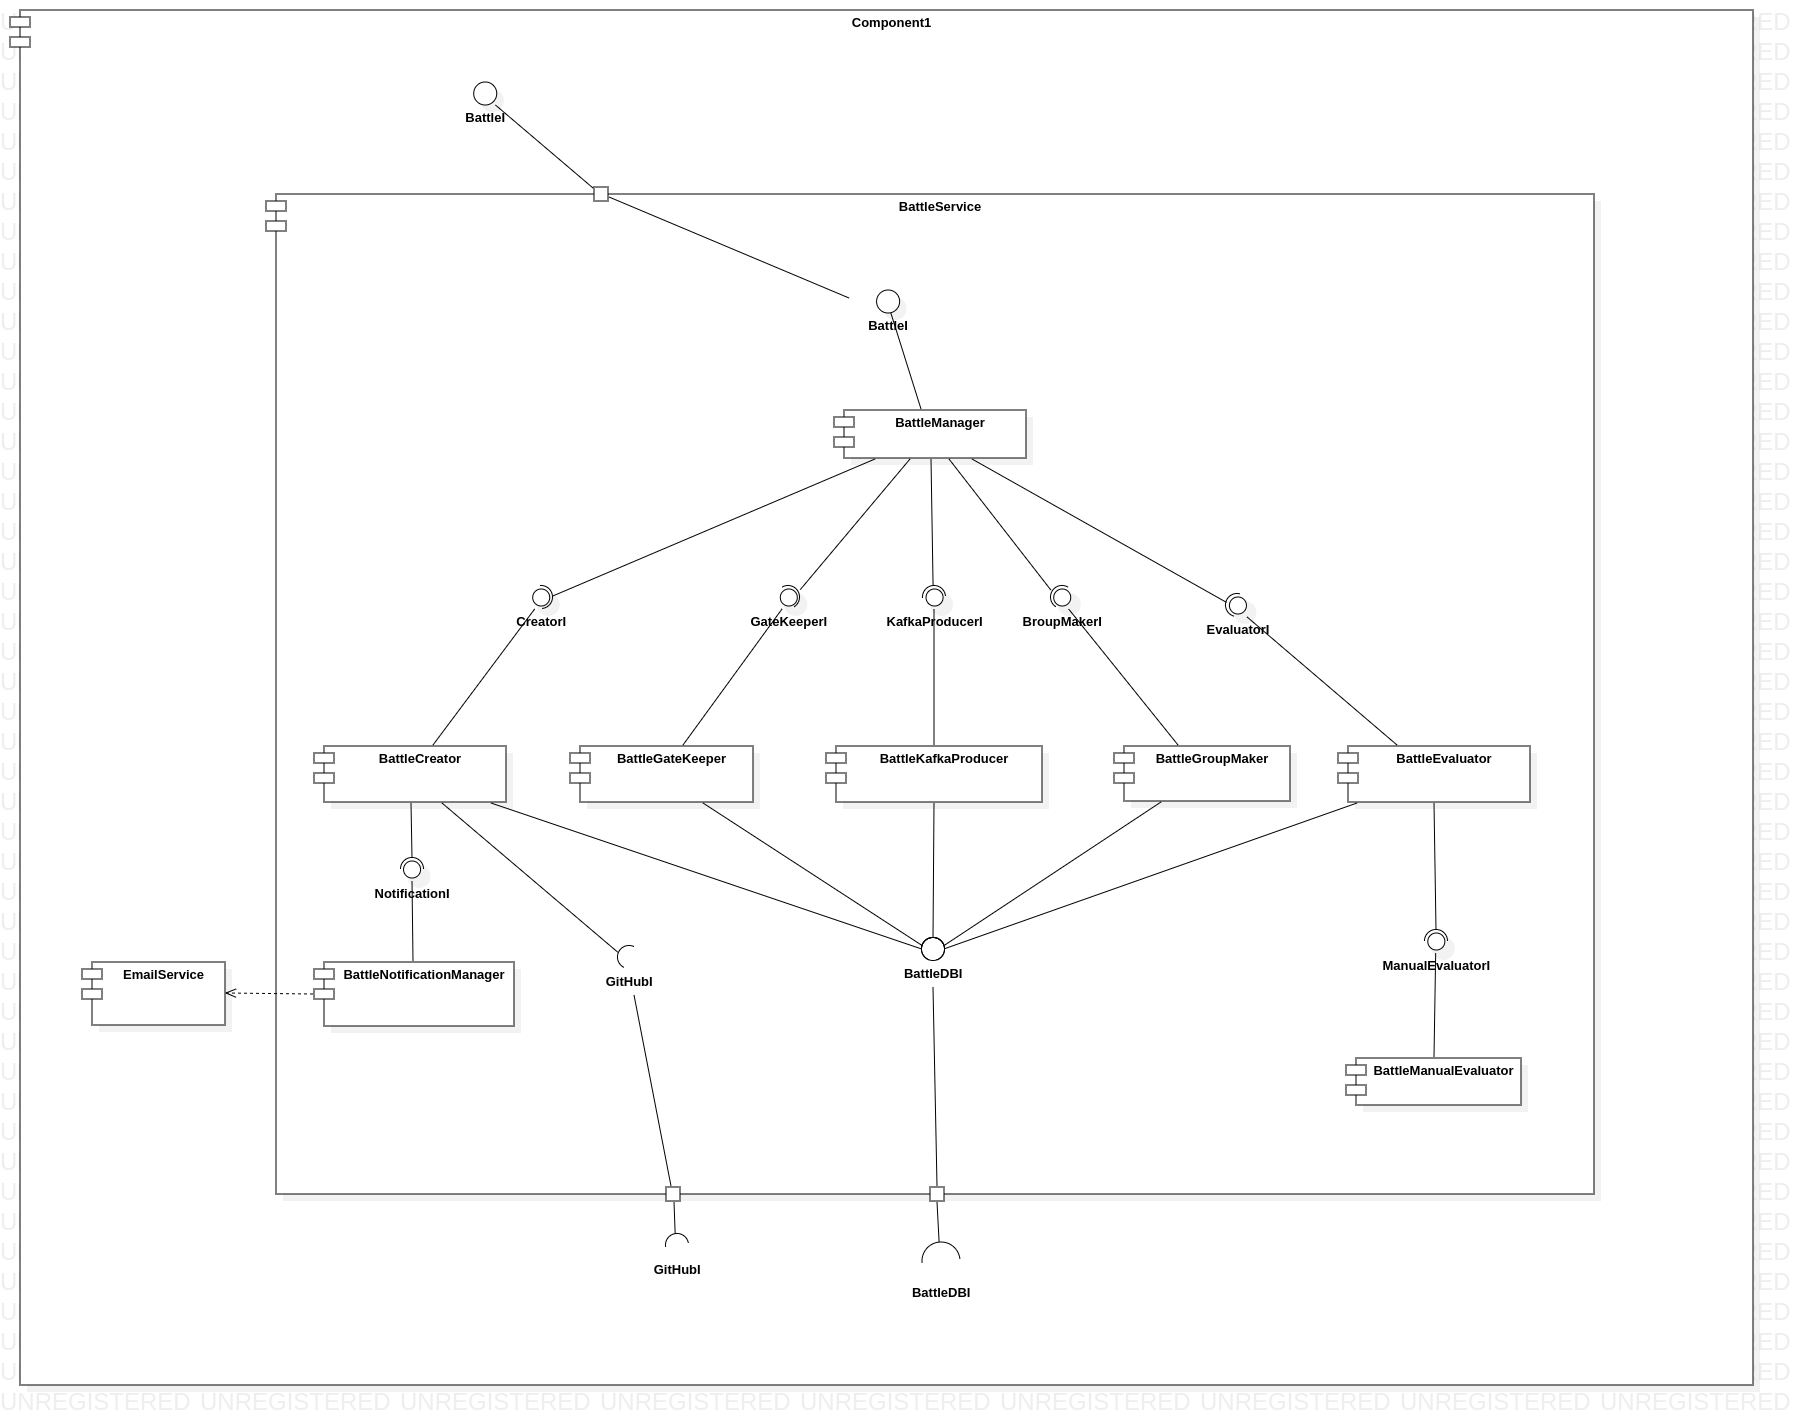 Component1
BattleI
BattleService
BattleI
BattleManager
CreatorI
GateKeeperI
KafkaProducerI
BroupMakerI
EvaluatorI
BattleCreator
BattleGateKeeper
BattleKafkaProducer
BattleGroupMaker
BattleEvaluator
NotificationI
EmailService
BattleNotificationManager
GitHubI
BattleDBI
ManualEvaluatorI
BattleManualEvaluator
GitHubI
BattleDBI
UNREGISTERED UNREGISTERED UNREGISTERED UNREGISTERED UNREGISTERED UNREGISTERED UNREGISTERED UNREGISTERED UNREGISTERED